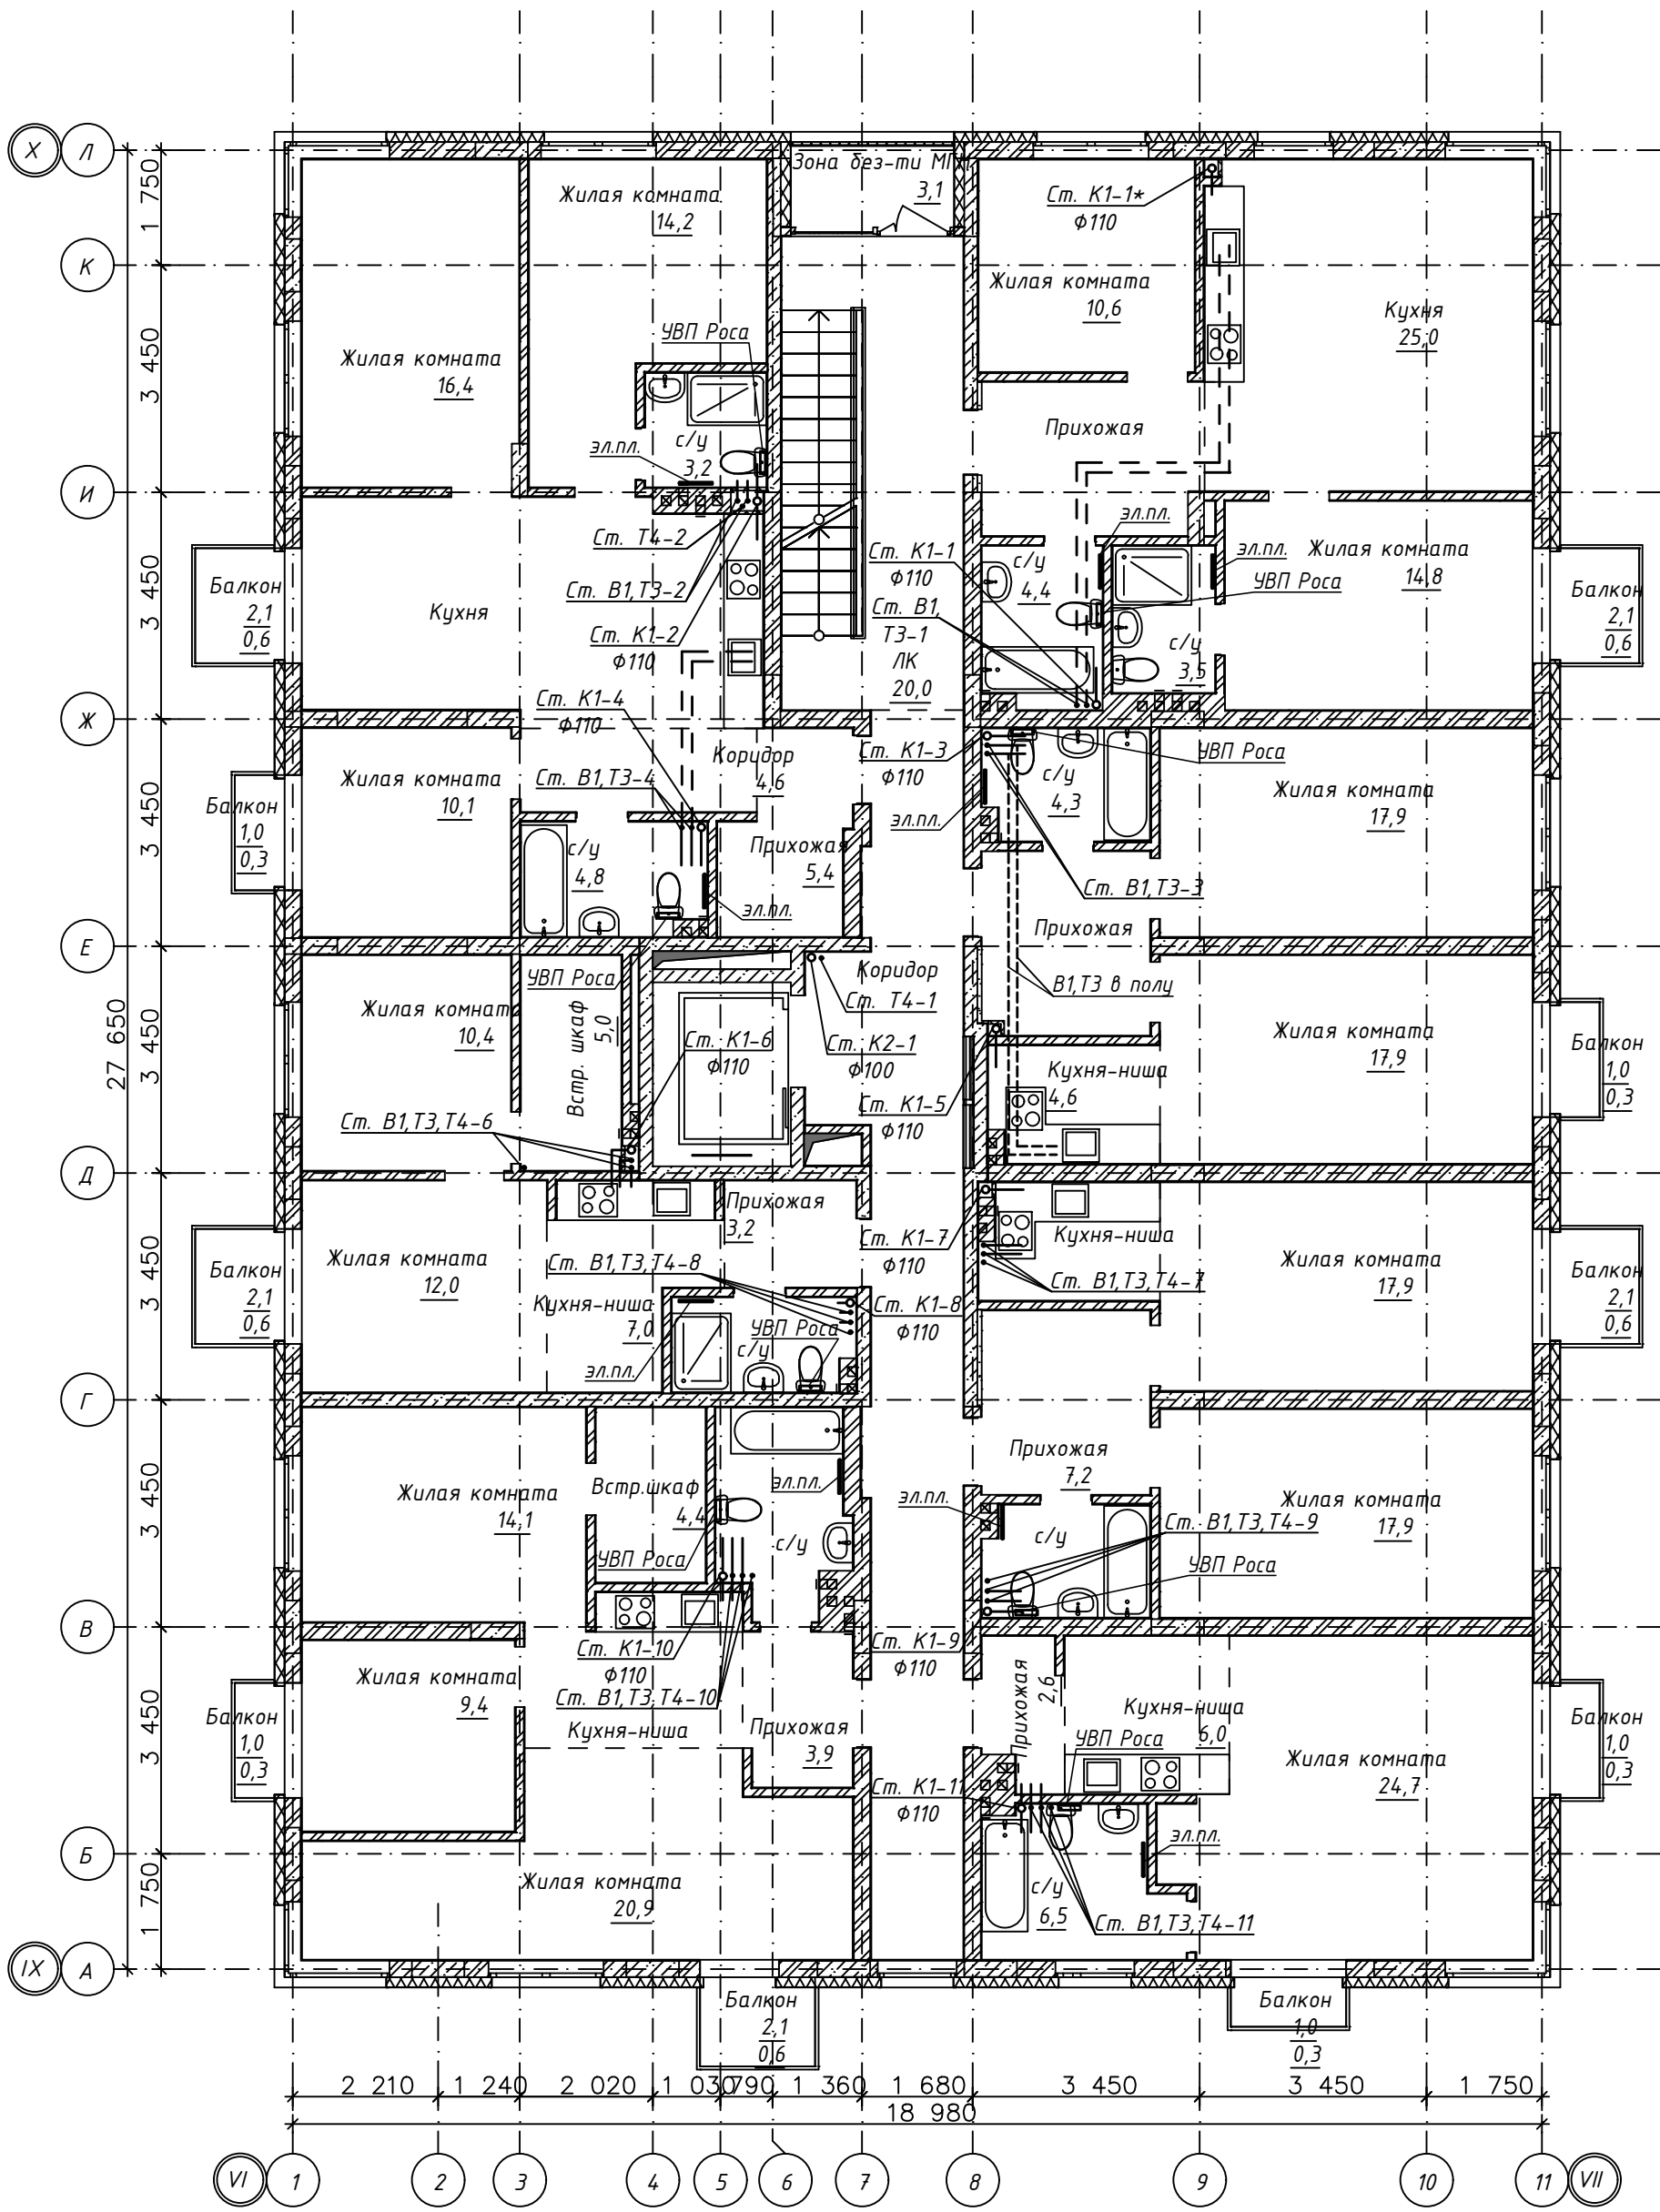 X Л
1 750
К
3 450
И
3 450
Ж
3 450
Е
3 450
27 650
Д
3 450
Г
3 450
В
3 450
Б
1 750
IX А
Жилая комната
14,2
Зона без-ти МГН
3,1
Ст. К1-1*
ф110
Жилая комната
10,6
Кухня
25,0
УВП Роса
Жилая комната
16,4
Прихожая
с/у
3,2
эл.пл.
Ст. Т4-2
Ст. В1,Т3-2
Ст. К1-2
ф110
Кухня
Балкон
2,1
0,6
Ст. К1-1
ф110
Ст. В1,
Т3-1
ЛК
20,0
с/у
4,4
эл.пл.
эл.пл.
УВП Роса
Жилая комната
14,8
с/у
3,5
Балкон
2,1
0,6
Ст. К1-4
ф110
Коридор
4,6
Ст. К1-3
ф110
УВП Роса
с/у
4,3
Жилая комната
10,1
Ст. В1,Т3-4
Балкон
1,0
0,3
с/у
4,8
Прихожая
5,4
эл.пл.
эл.пл.
Жилая комната
17,9
Ст. В1,Т3-3
Прихожая
В1,Т3 в полу
УВП Роса
Коридор
Ст. Т4-1
Жилая комната
10,4
Встр. шкаф
5,0
Ст. К1-6
ф110
Ст. К2-1
ф100
Ст. К1-5
ф110
Кухня-ниша
4,6
Жилая комната
17,9
Балкон
1,0
0,3
Ст. В1,Т3,Т4-6
Прихожая
3,2
Ст. К1-7
ф110
Кухня-ниша
Ст. В1,Т3,Т4-7
Жилая комната
17,9
Балкон
2,1
0,6
Жилая комната
12,0
Балкон
2,1
0,6
Ст. В1,Т3,Т4-8
Кухня-ниша
7,0
УВП Роса
с/у
эл.пл.
Ст. К1-8
ф110
Прихожая
7,2
Жилая комната
14,1
Встр.шкаф
4,4
эл.пл.
с/у
УВП Роса
эл.пл.
с/у
Жилая комната
17,9
Ст. В1,Т3,Т4-9
УВП Роса
Ст. К1-10
ф110
Ст. В1,Т3,Т4-10
Ст. К1-9
ф110
Жилая комната
9,4
Кухня-ниша
Прихожая
3,9
Балкон
1,0
0,3
Прихожая
2,6
Кухня-ниша
6,0
УВП Роса
Жилая комната
24,7
Балкон
1,0
0,3
Ст. К1-11
ф110
эл.пл.
с/у
6,5
Ст. В1,Т3,Т4-11
Жилая комната
20,9
Балкон
2,1
0,6
Балкон
1,0
0,3
2 210 1 240 2 020 1 030 790 1 360 1 680 3 450 3 450 1 750
18 980
VI 1 2 3 4 5 6 7 8 9 10 11 VII